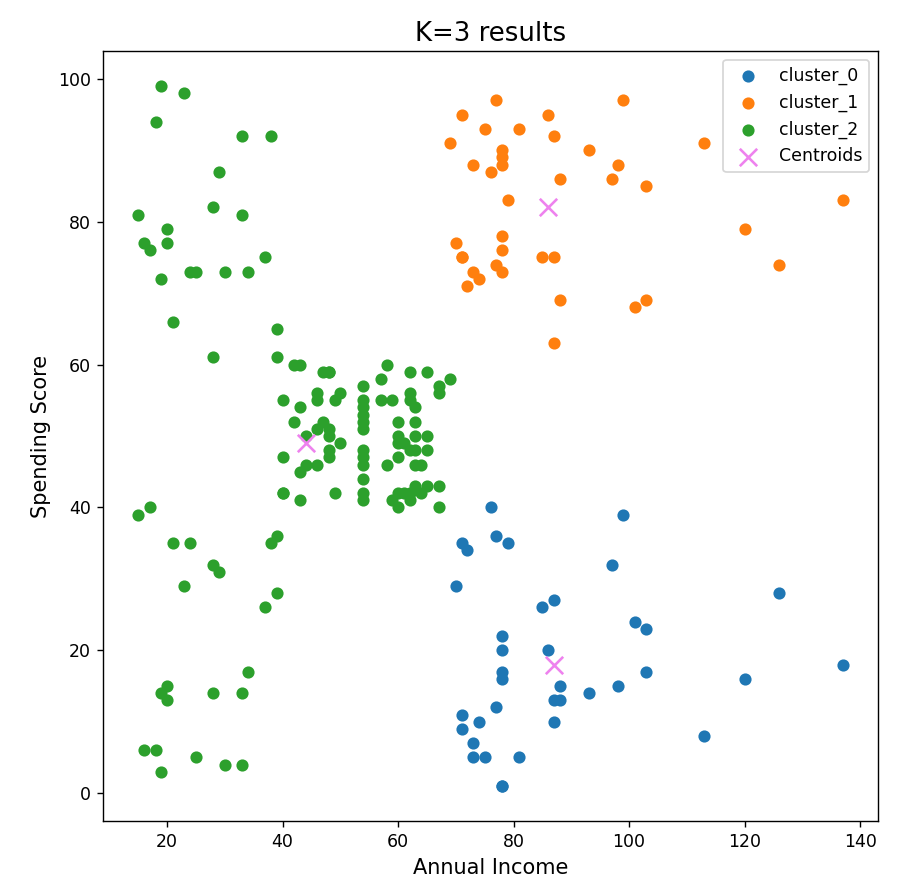 K=3 results
cluster_0
cluster_1
cluster_2
Centroids
Spending Score
100
80
60
40
20
0
20 40 60 80 100 120 140
Annual Income